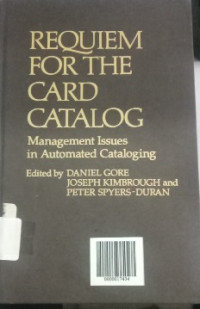 REQUIEM
FOR THE
CARD
CATALOG
Management Issues
in Automated Cataloging
Edited by DANIEL GORE
JOSEPH KIMBROUGH and
PETER SPYERS-DURAN